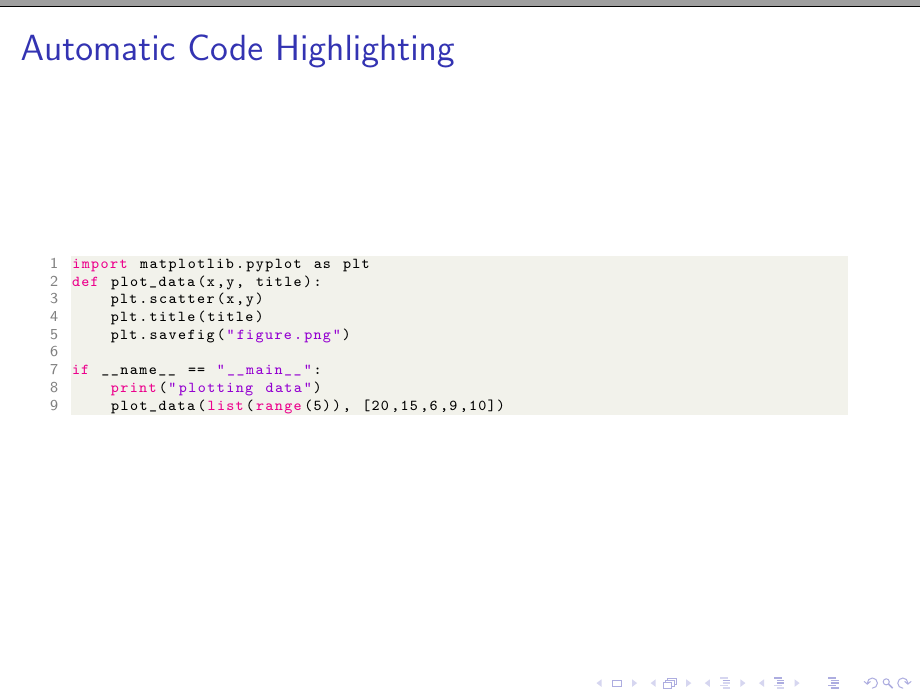 Automatic Code Highlighting
1 import matplotlib.pyplot as plt
2 def plot_data(x,y, title):
3     plt.scatter(x,y)
4     plt.title(title)
5     plt.savefig("figure.png")
6
7 if __name__ == "__main__":
8     print("plotting data")
9     plot_data(list(range(5)), [20,15,6,9,10])